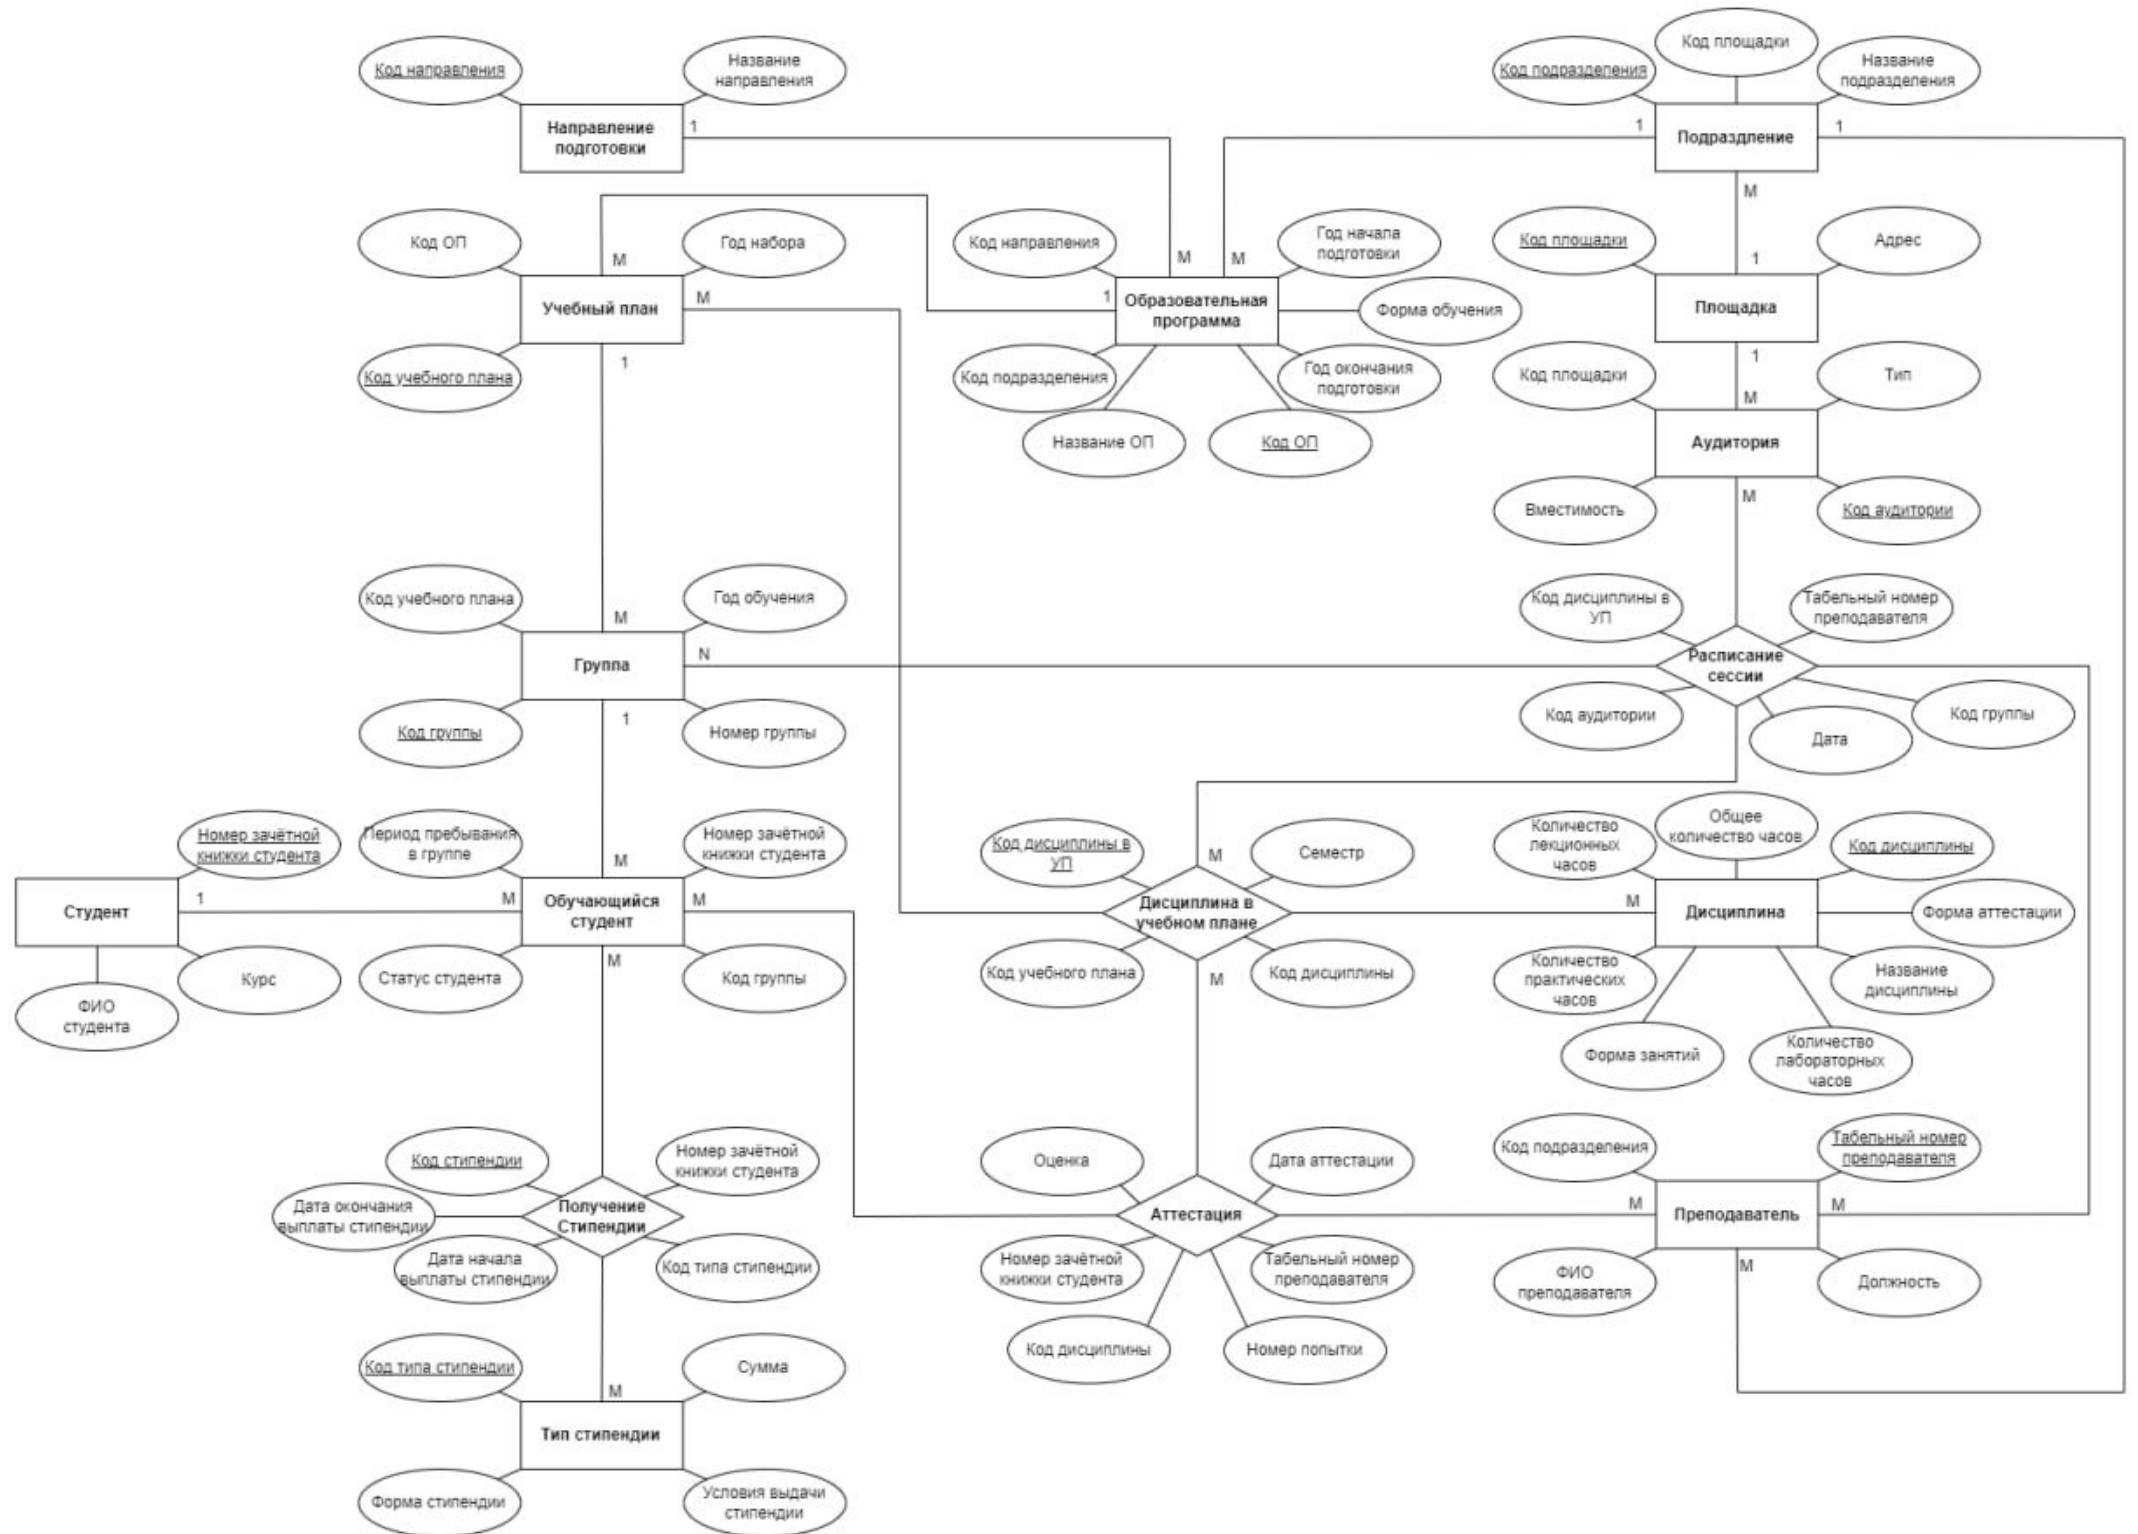 Код площадки
Код направления
Название
направления
Код подразделения
Название
подразделения
Направление
подготовки
1
1
Подраздление
1
М
Код ОП
Год набора
Код направления
Год начала
подготовки
Код площадки
Адрес
М
М
М
1
Учебный план
М
1
Образовательная
программа
Форма обучения
Площадка
1
1
Код учебного плана
Код подразделения
Год окончания
подготовки
Код площадки
Тип
М
Название ОП
Код ОП
Аудитория
М
Вместимость
Код аудитории
Код учебного плана
Год обучения
Код дисциплины в
УП
Табельный номер
преподавателя
М
Группа
N
Расписание
сессии
1
Код группы
Номер группы
Код аудитории
Дата
Код группы
Номер зачётной
книжки студента
Период пребывания
в группе
Номер зачётной
книжки студента
М
Код дисциплины в
УП
М
Семестр
Количество
лекционных
часов
Общее
количество часов
Код дисциплины
Студент
1
М
Обучающийся
студент
М
Дисциплина в
учебном плане
М
Дисциплина
Форма аттестации
М
ФИО
студента
Курс
Статус студента
Код группы
Код учебного плана
М
Код дисциплины
Количество
практических
часов
Название
дисциплины
Форма занятий
Количество
лабораторных
часов
Код стипендии
Номер зачётной
книжки студента
Оценка
Дата аттестации
Код подразделения
Табельный номер
преподавателя
Дата окончания
выплаты стипендии
Получение
Стипендии
Аттестация
М
Преподаватель
М
М
Дата начала
выплаты стипендии
Код типа стипендии
Номер зачётной
книжки студента
Табельный номер
преподавателя
ФИО
преподавателя
Должность
Код дисциплины
Номер попытки
Код типа стипендии
Сумма
М
Тип стипендии
Форма стипендии
Условия выдачи
стипендии